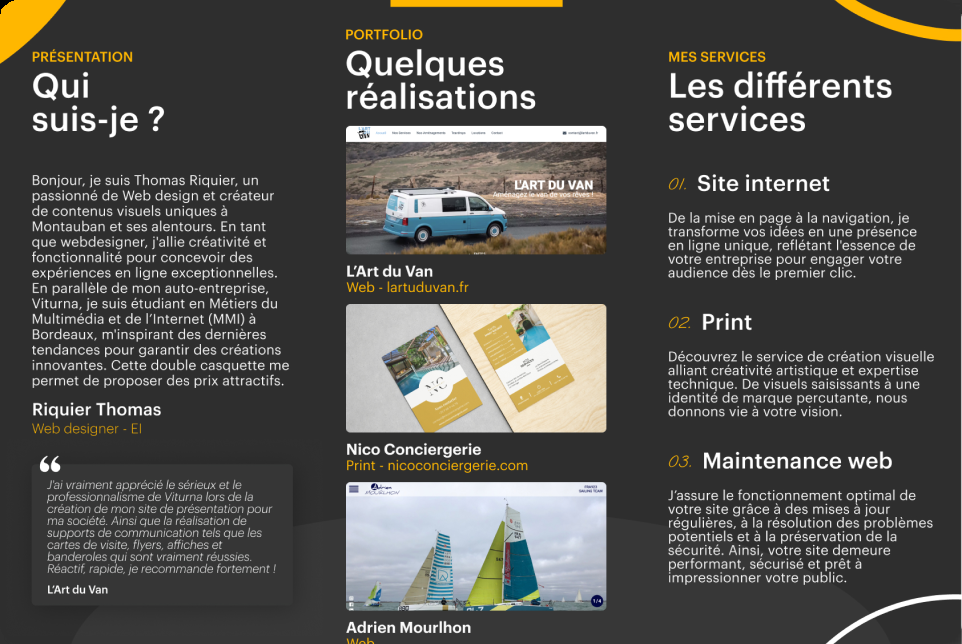 PRÉSENTATION
Qui
suis-je ?
Bonjour, je suis Thomas Riquier, un
passionné de Web design et créateur
de contenus visuels uniques à
Montauban et ses alentours. En tant
que webdesigner, j'allie créativité et
fonctionnalité pour concevoir des
expériences en ligne exceptionnelles.
En parallèle de mon auto-entreprise,
Viturna, je suis étudiant en Métiers du
Multimédia et de l’Internet (MMI) à
Bordeaux, m'inspirant des dernières
tendances pour garantir des créations
innovantes. Cette double casquette me
permet de proposer des prix attractifs.
Riquier Thomas
Web designer - EI
J'ai vraiment apprécié le sérieux et le
professionnalisme de Viturna lors de la
création de mon site de présentation pour
ma société. Ainsi que la réalisation de
supports de communication tels que les
cartes de visite, flyers, affiches et
banderoles qui sont vraiment réussies.
Réactif, rapide, je recommande fortement !
L'Art du Van
PORTFOLIO
Quelques
réalisations
L'ART DU VAN
Aménagez le van de vos rêves !
L’Art du Van
Web - lartuduvan.fr
NC
Nico Conciergerie
Print - nicoconciergerie.com
Adrien
MOURLHON
1/4
Adrien Mourlhon
Web
MES SERVICES
Les différents
services
01. Site internet
De la mise en page à la navigation, je
transforme vos idées en une présence
en ligne unique, reflétant l'essence de
votre entreprise pour engager votre
audience dès le premier clic.
02. Print
Découvrez le service de création visuelle
alliant créativité artistique et expertise
technique. De visuels saisissants à une
identité de marque percutante, nous
donnons vie à votre vision.
03. Maintenance web
J’assure le fonctionnement optimal de
votre site grâce à des mises à jour
régulières, à la résolution des problèmes
potentiels et à la préservation de la
sécurité. Ainsi, votre site demeure
performant, sécurisé et prêt à
impressionner votre public.